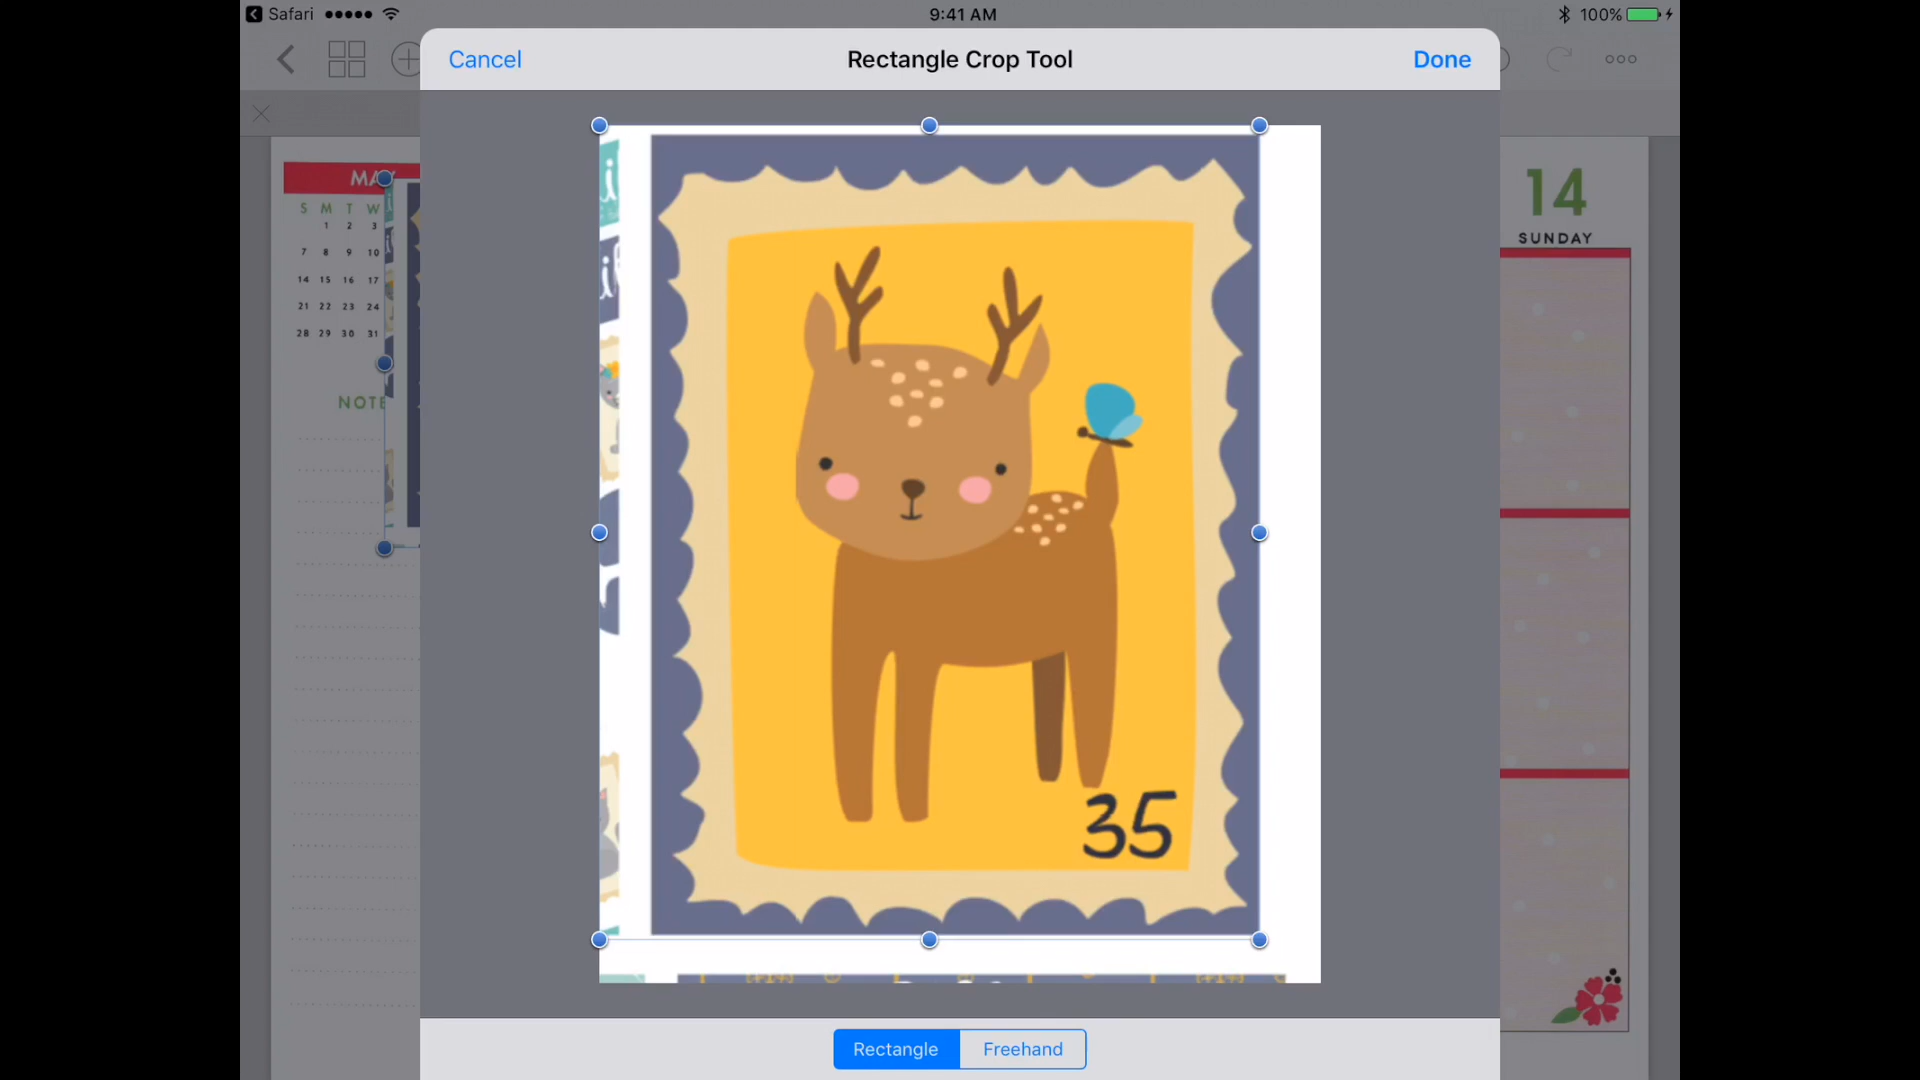 Safari 9:41 AM 100%
Cancel Rectangle Crop Tool Done
MAY
S M T W
1 2 3
7 8 9 10
14 15 16 17
21 22 23 24
28 29 30 31
NOTE
14
SUNDAY
35
Rectangle Freehand